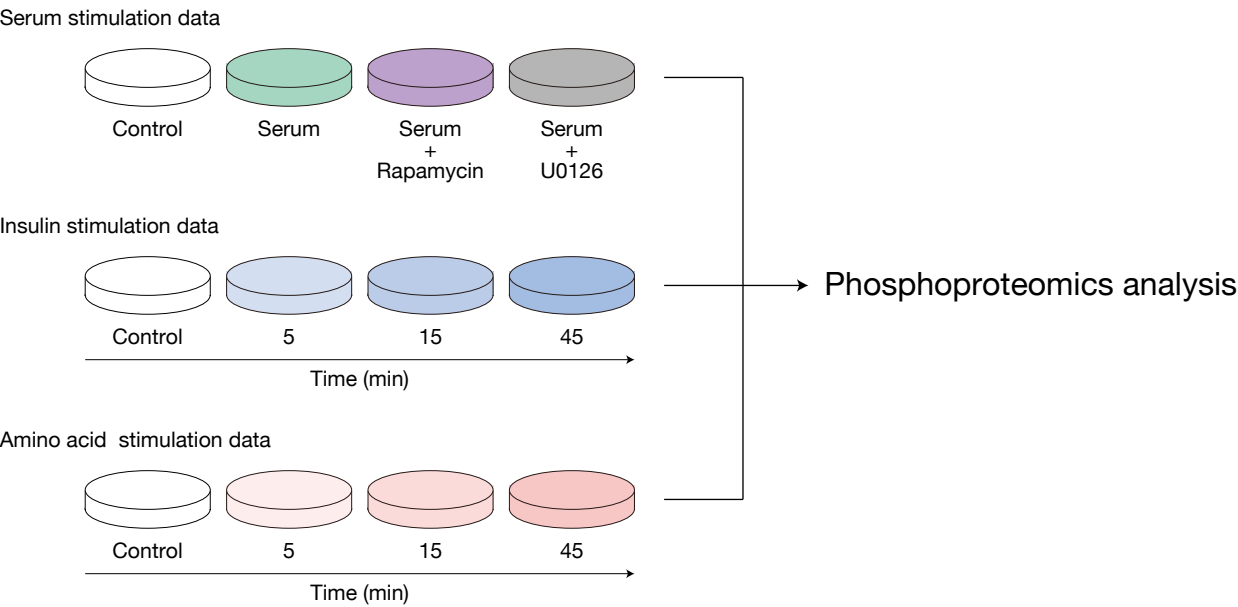 Serum stimulation data
Control Serum Serum + Rapamycin Serum + U0126
Insulin stimulation data
Control 5 15 45
Time (min)
Phosphoproteomics analysis
Amino acid  stimulation data
Control 5 15 45
Time (min)